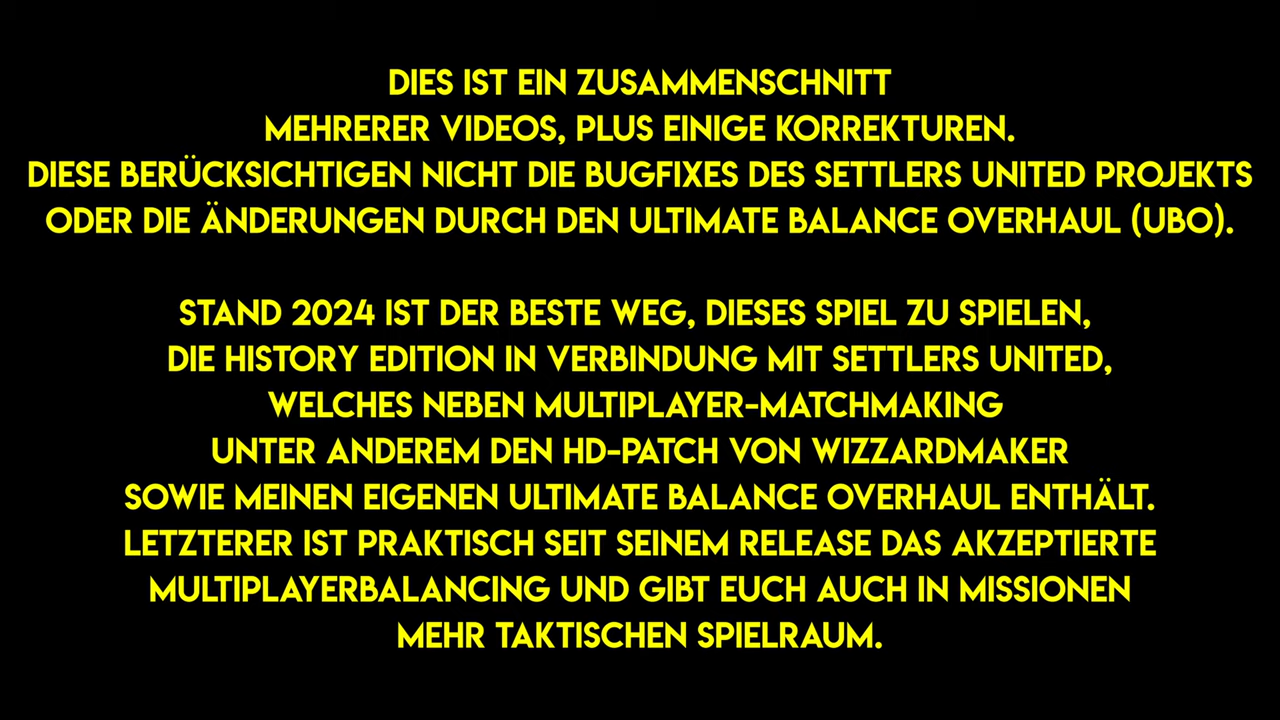 DIES IST EIN ZUSAMMENSCHNITT
MEHRERER VIDEOS, PLUS EINIGE KORREKTUREN.
DIESE BERÜCKSICHTIGEN NICHT DIE BUGFIXES DES SETTLERS UNITED PROJEKTS
ODER DIE ÄNDERUNGEN DURCH DEN ULTIMATE BALANCE OVERHAUL (UBO).
STAND 2024 IST DER BESTE WEG, DIESES SPIEL ZU SPIELEN,
DIE HISTORY EDITION IN VERBINDUNG MIT SETTLERS UNITED,
WELCHES NEBEN MULTIPLAYER-MATCHMAKING
UNTER ANDEREM DEN HD-PATCH VON WIZZARDMAKER
SOWIE MEINEN EIGENEN ULTIMATE BALANCE OVERHAUL ENTHÄLT.
LETZTERER IST PRAKTISCH SEIT SEINEM RELEASE DAS AKZEPTIERTE
MULTIPLAYERBALANCING UND GIBT EUCH AUCH IN MISSIONEN
MEHR TAKTISCHEN SPIELRAUM.